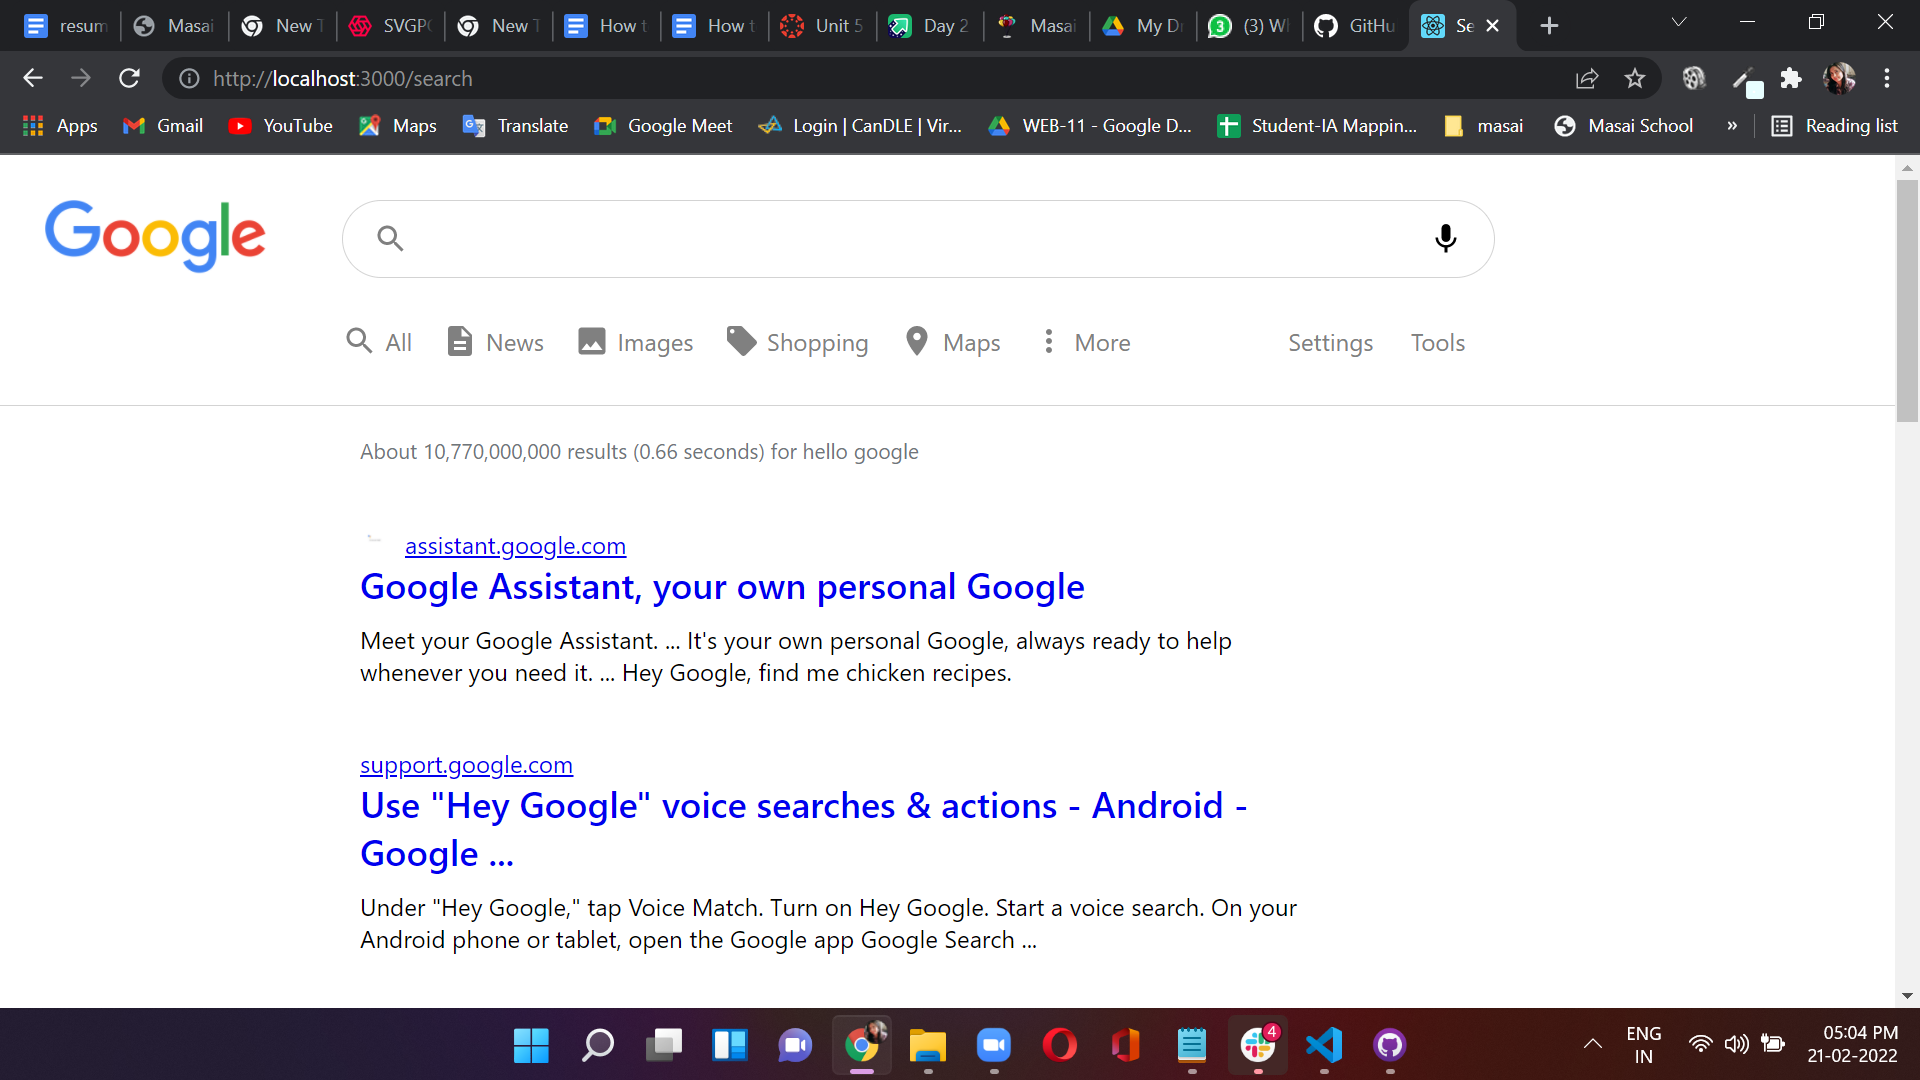 resum
Masai
New T
SVGP
New T
How t
How t
Unit 5
Day 2
Masai
My Dr
(3) W
GitHu
Se
http://localhost:3000/search
Apps
Gmail
YouTube
Maps
Translate
Google Meet
Login | CanDLE | Vir...
WEB-11 - Google D...
Student-IA Mappin...
masai
Masai School
»
Reading list
Google
All
News
Images
Shopping
Maps
More
Settings
Tools
About 10,770,000,000 results (0.66 seconds) for hello google
assistant.google.com
Google Assistant, your own personal Google
Meet your Google Assistant. ... It's your own personal Google, always ready to help
whenever you need it. ... Hey Google, find me chicken recipes.
support.google.com
Use "Hey Google" voice searches & actions - Android -
Google ...
Under "Hey Google," tap Voice Match. Turn on Hey Google. Start a voice search. On your
Android phone or tablet, open the Google app Google Search ...
4
ENG
IN
05:04 PM
21-02-2022